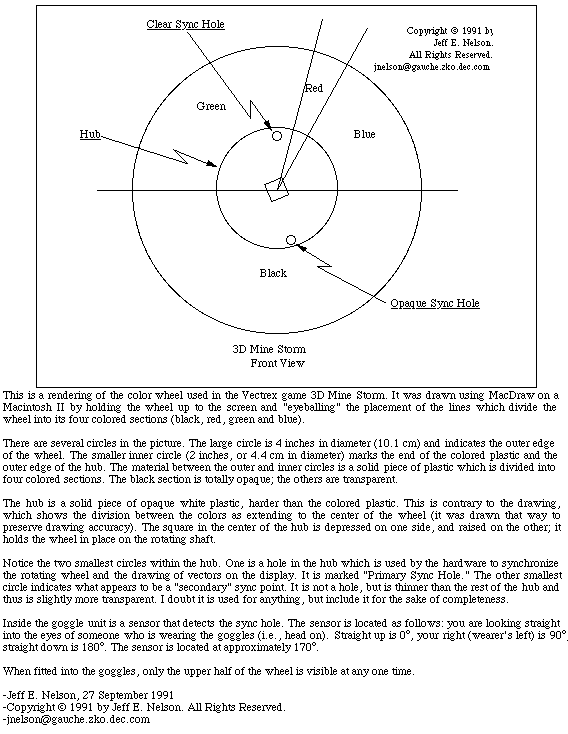 Clear Sync Hole
Copyright © 1991 by
Jeff E. Nelson.
All Rights Reserved.
jnelson@gauche.zko.dec.com
Red
Green
Blue
Hub
Black
Opaque Sync Hole
3D Mine Storm
Front View
This is a rendering of the color wheel used in the Vectrex game 3D Mine Storm. It was drawn using MacDraw on a
Macintosh II by holding the wheel up to the screen and "eyeballing" the placement of the lines which divide the
wheel into its four colored sections (black, red, green and blue).
There are several circles in the picture. The large circle is 4 inches in diameter (10.1 cm) and indicates the outer edge
of the wheel. The smaller inner circle (2 inches, or 4.4 cm in diameter) marks the end of the colored plastic and the
outer edge of the hub. The material between the outer and inner circles is a solid piece of plastic which is divided into
four colored sections. The black section is totally opaque; the others are transparent.
The hub is a solid piece of opaque white plastic, harder than the colored plastic. This is contrary to the drawing,
which shows the division between the colors as extending to the center of the wheel (it was drawn that way to
preserve drawing accuracy). The square in the center of the hub is depressed on one side, and raised on the other; it
holds the wheel in place on the rotating shaft.
Notice the two smallest circles within the hub. One is a hole in the hub which is used by the hardware to synchronize
the rotating wheel and the drawing of vectors on the display. It is marked "Primary Sync Hole." The other smallest
circle indicates what appears to be a "secondary" sync point. It is not a hole, but is thinner than the rest of the hub and
thus is slightly more transparent. I doubt it is used for anything, but include it for the sake of completeness.
Inside the goggle unit is a sensor that detects the sync hole. The sensor is located as follows: you are looking straight
into the eyes of someone who is wearing the goggles (i.e., head on). Straight up is 0°, your right (wearer's left) is 90°,
straight down is 180°. The sensor is located at approximately 170°.
When fitted into the goggles, only the upper half of the wheel is visible at any one time.
-Jeff E. Nelson, 27 September 1991
-Copyright © 1991 by Jeff E. Nelson. All Rights Reserved.
-jnelson@gauche.zko.dec.com